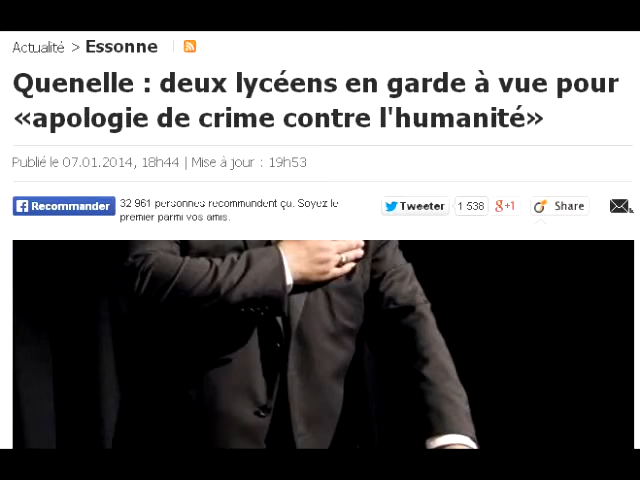 Actualité > Essonne
Quenelle : deux lycéens en garde à vue pour
«apologie de crime contre l'humanité»
Publié le 07.01.2014, 18h44 | Mise à jour : 19h53
Recommander 32 961 personnes recommandent ça. Soyez le
premier parmi vos amis.
Tweeter 1 538 g+1 Share